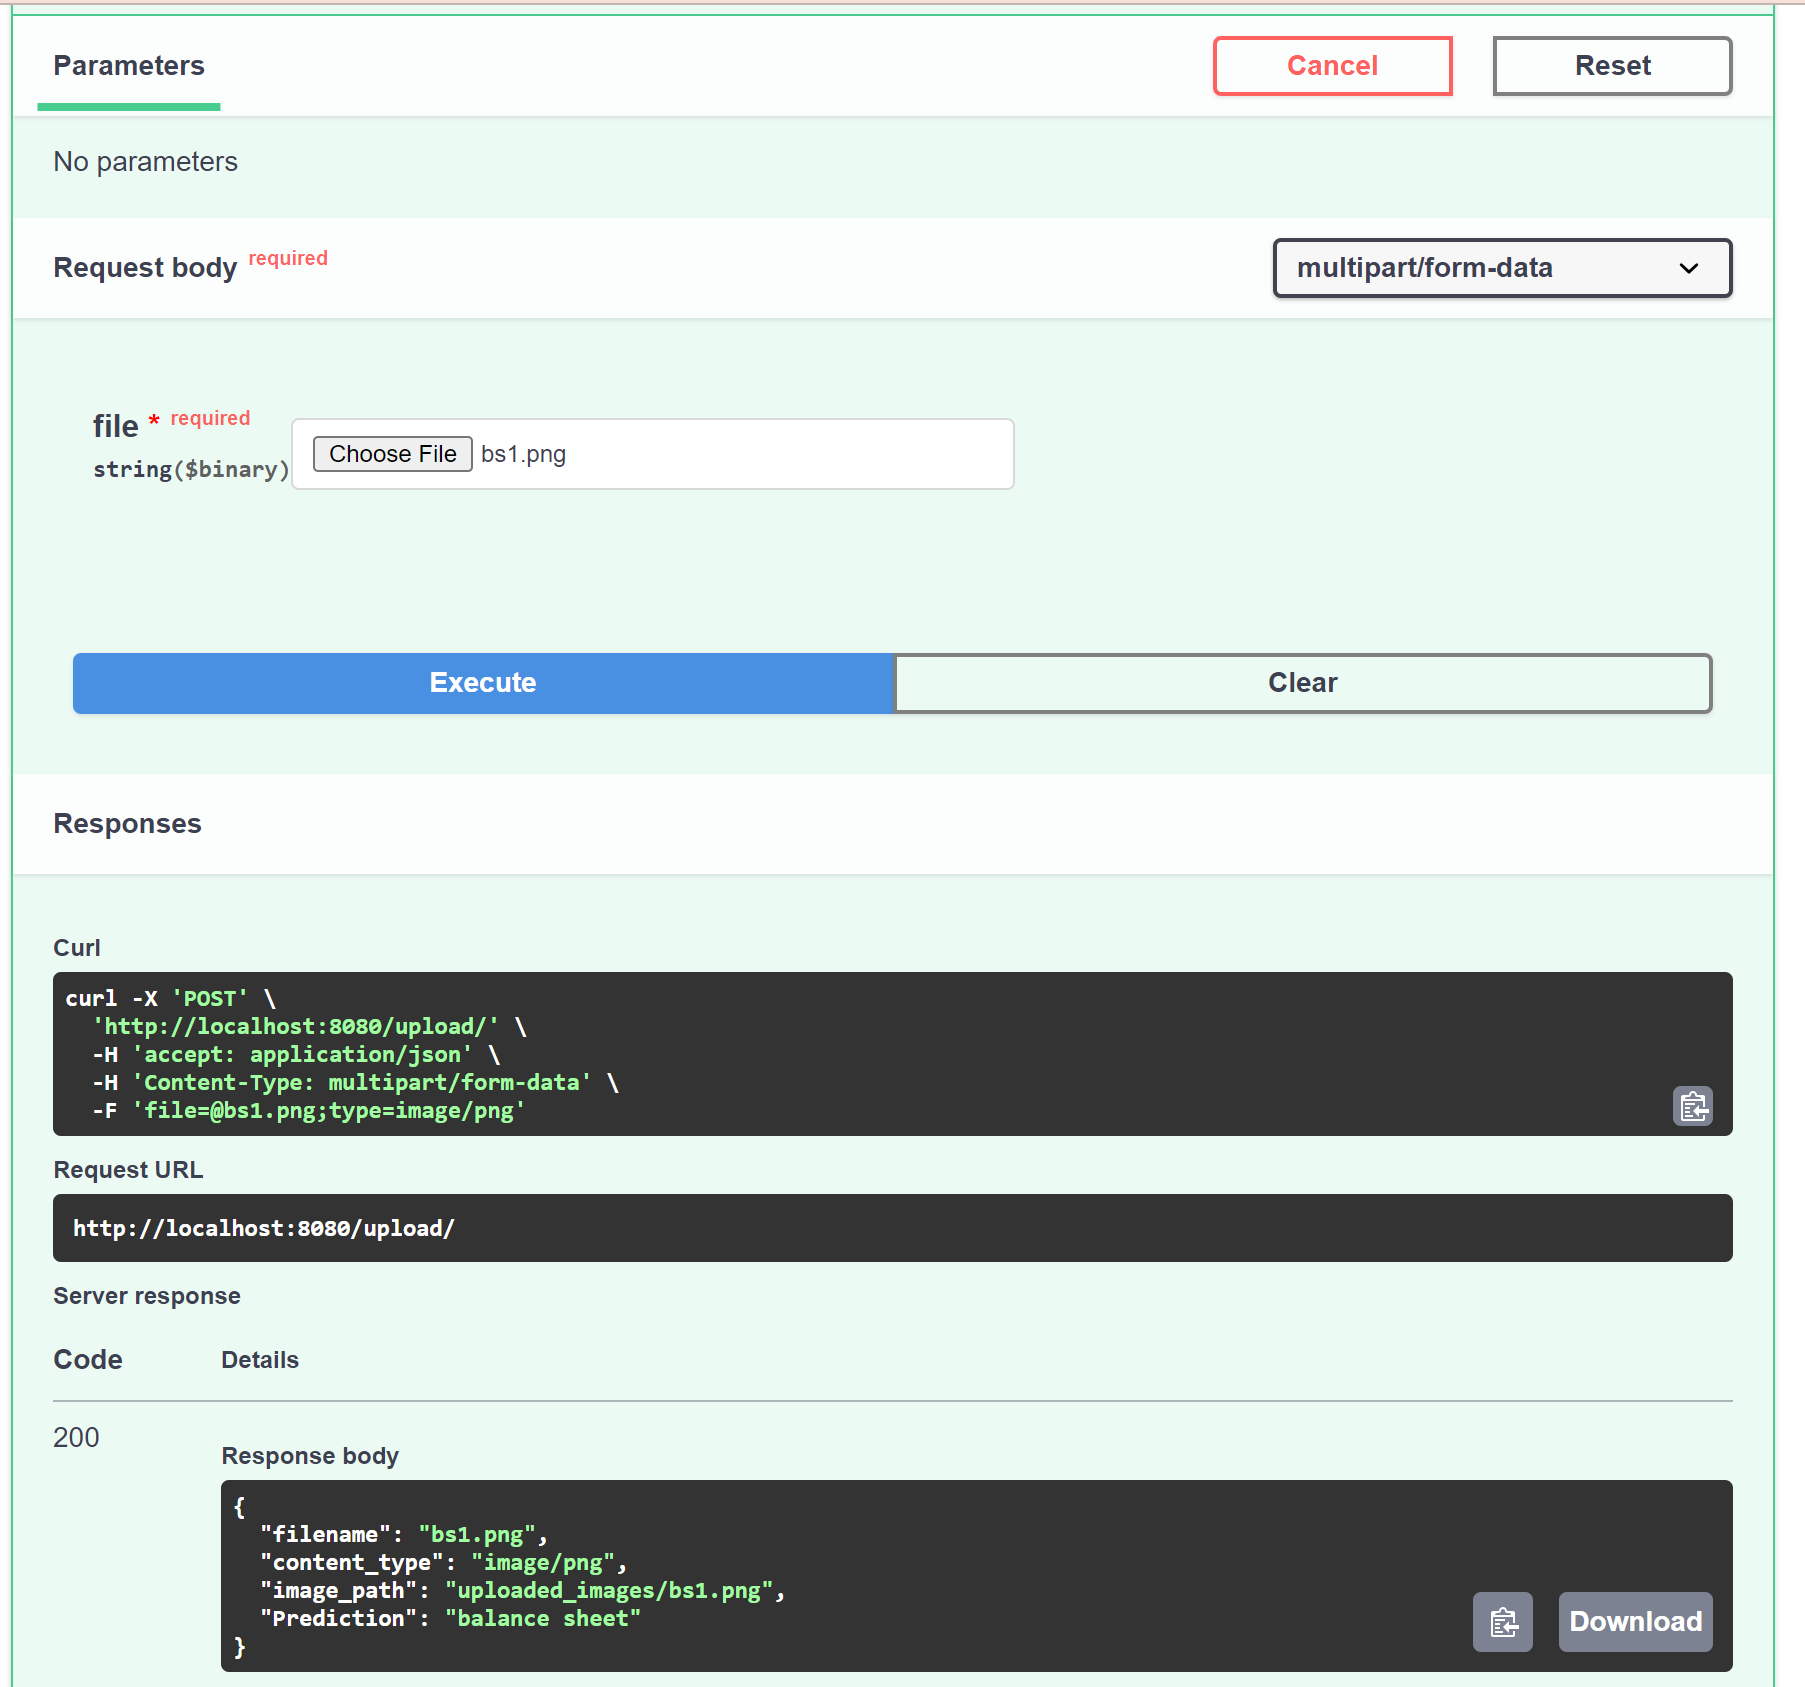 Parameters
Cancel
Reset
No parameters
Request body required
multipart/form-data
file * required
string($binary)
Choose File bs1.png
Execute
Clear
Responses
Curl
curl -X 'POST' \
  'http://localhost:8080/upload/' \
  -H 'accept: application/json' \
  -H 'Content-Type: multipart/form-data' \
  -F 'file=@bs1.png;type=image/png'
Request URL
http://localhost:8080/upload/
Server response
Code Details
200
Response body
{
  "filename": "bs1.png",
  "content_type": "image/png",
  "image_path": "uploaded_images/bs1.png",
  "Prediction": "balance sheet"
}
Download